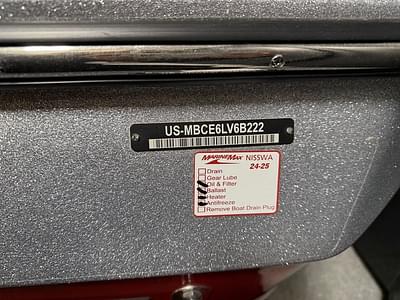 US-MBCE6LV6B222
MARINEMAX NISSWA
24-25
Drain
Gear Lube
Oil & Filter
Ballast
Heater
Antifreeze
Remove Boat Drain Plug